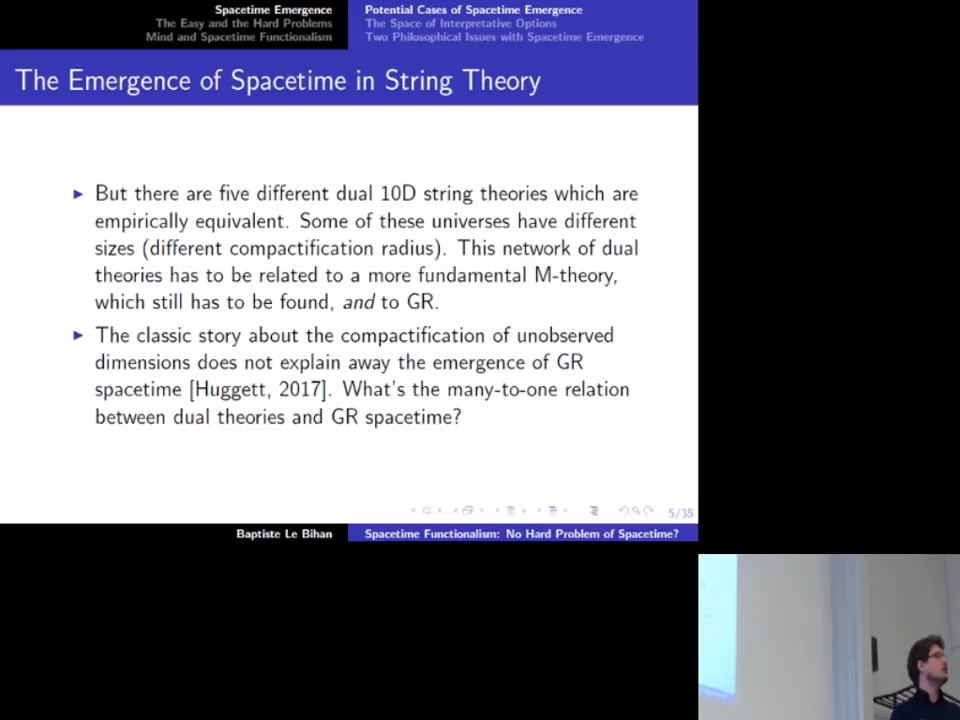 Spacetime Emergence
The Easy and the Hard Problems
Mind and Spacetime Functionalism
Potential Cases of Spacetime Emergence
The Space of Interpretative Options
Two Philosophical Issues with Spacetime Emergence
The Emergence of Spacetime in String Theory
But there are five different dual 10D string theories which are
empirically equivalent. Some of these universes have different
sizes (different compactification radius). This network of dual
theories has to be related to a more fundamental M-theory,
which still has to be found, and to GR.
The classic story about the compactification of unobserved
dimensions does not explain away the emergence of GR
spacetime [Huggett, 2017]. What's the many-to-one relation
between dual theories and GR spacetime?
5/35
Baptiste Le Bihan
Spacetime Functionalism: No Hard Problem of Spacetime?